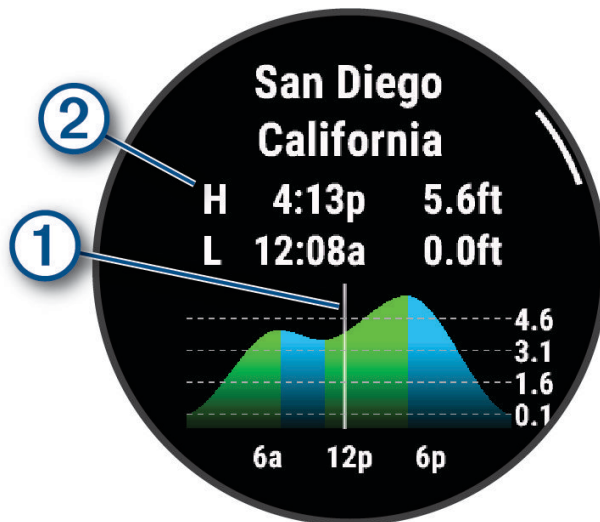 San Diego
California
2
H 4:13p 5.6ft
1
L 12:08a 0.0ft
4.6
3.1
1.6
0.1
6a 12p 6p